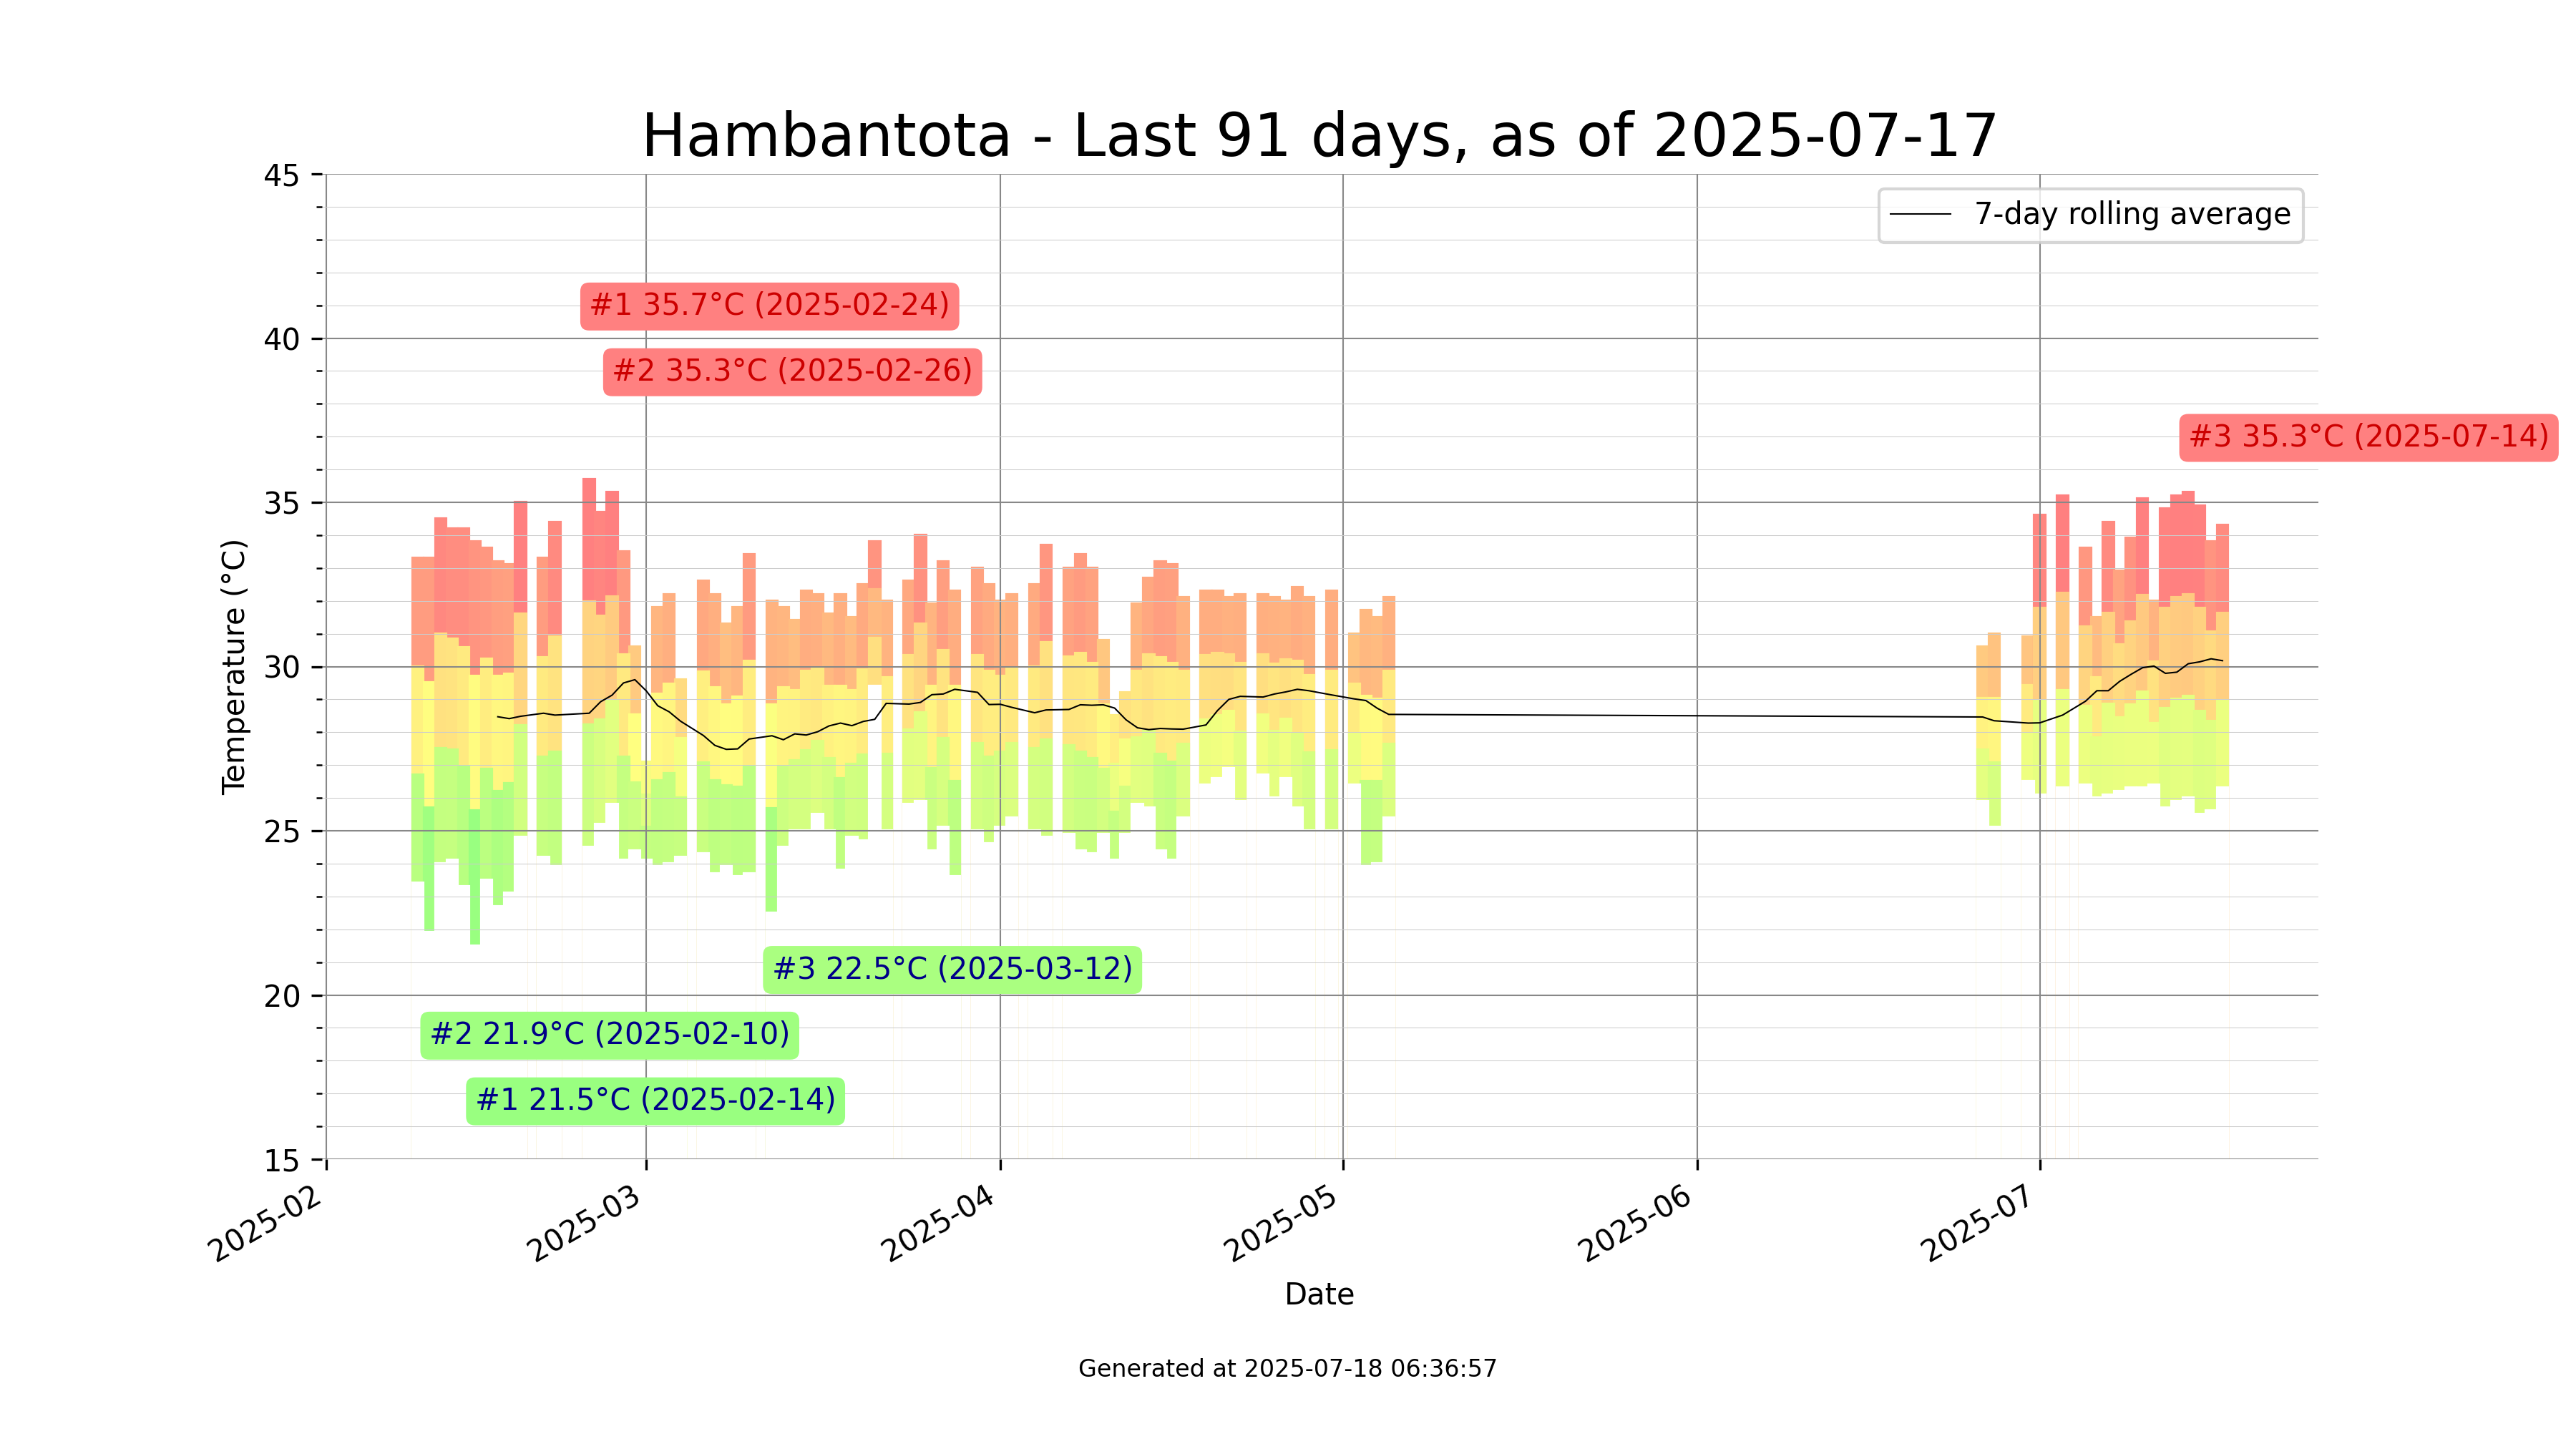 Hambantota - Last 91 days, as of 2025-07-17
45
7-day rolling average
#1 35.7°C (2025-02-24)
40
#2 35.3°C (2025-02-26)
#3 35.3°C (2025-07-14)
35
Temperature (°C)
30
25
#3 22.5°C (2025-03-12)
20
#2 21.9°C (2025-02-10)
#1 21.5°C (2025-02-14)
15
2025-02
2025-03
2025-04
2025-05
2025-06
2025-07
Date
Generated at 2025-07-18 06:36:57